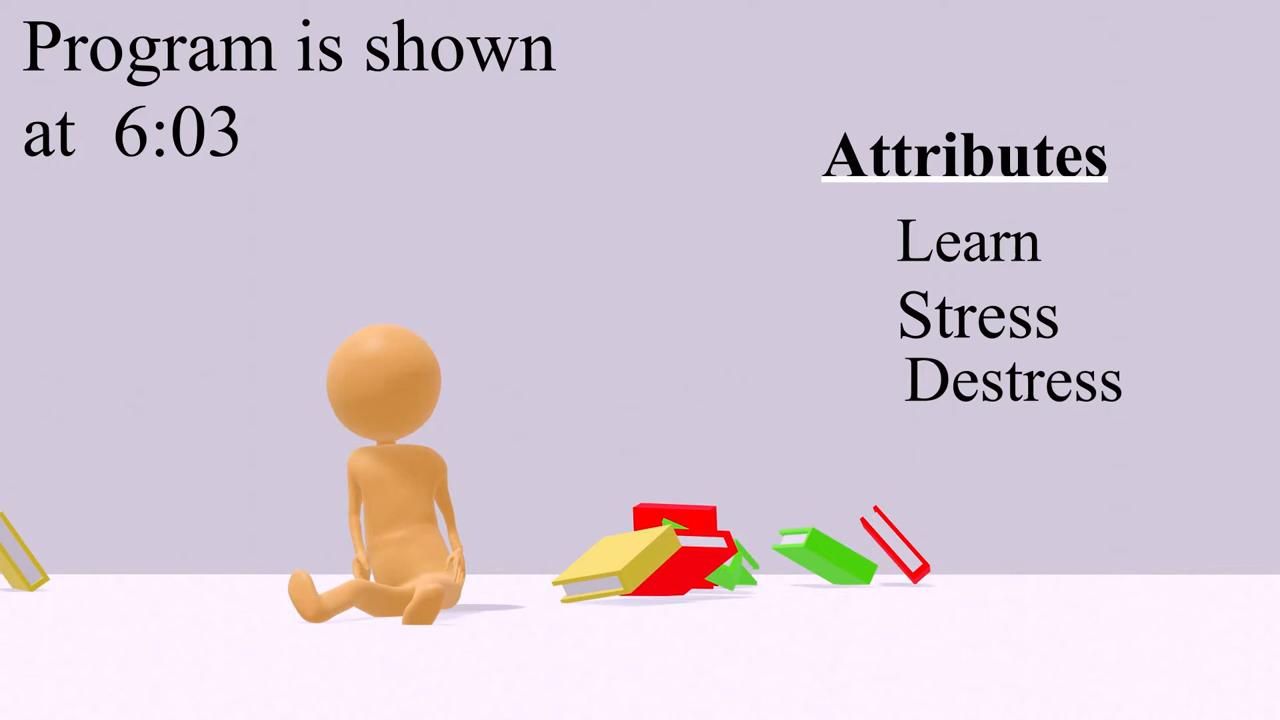 Program is shown
at 6:03
Attributes
Learn
Stress
Destress